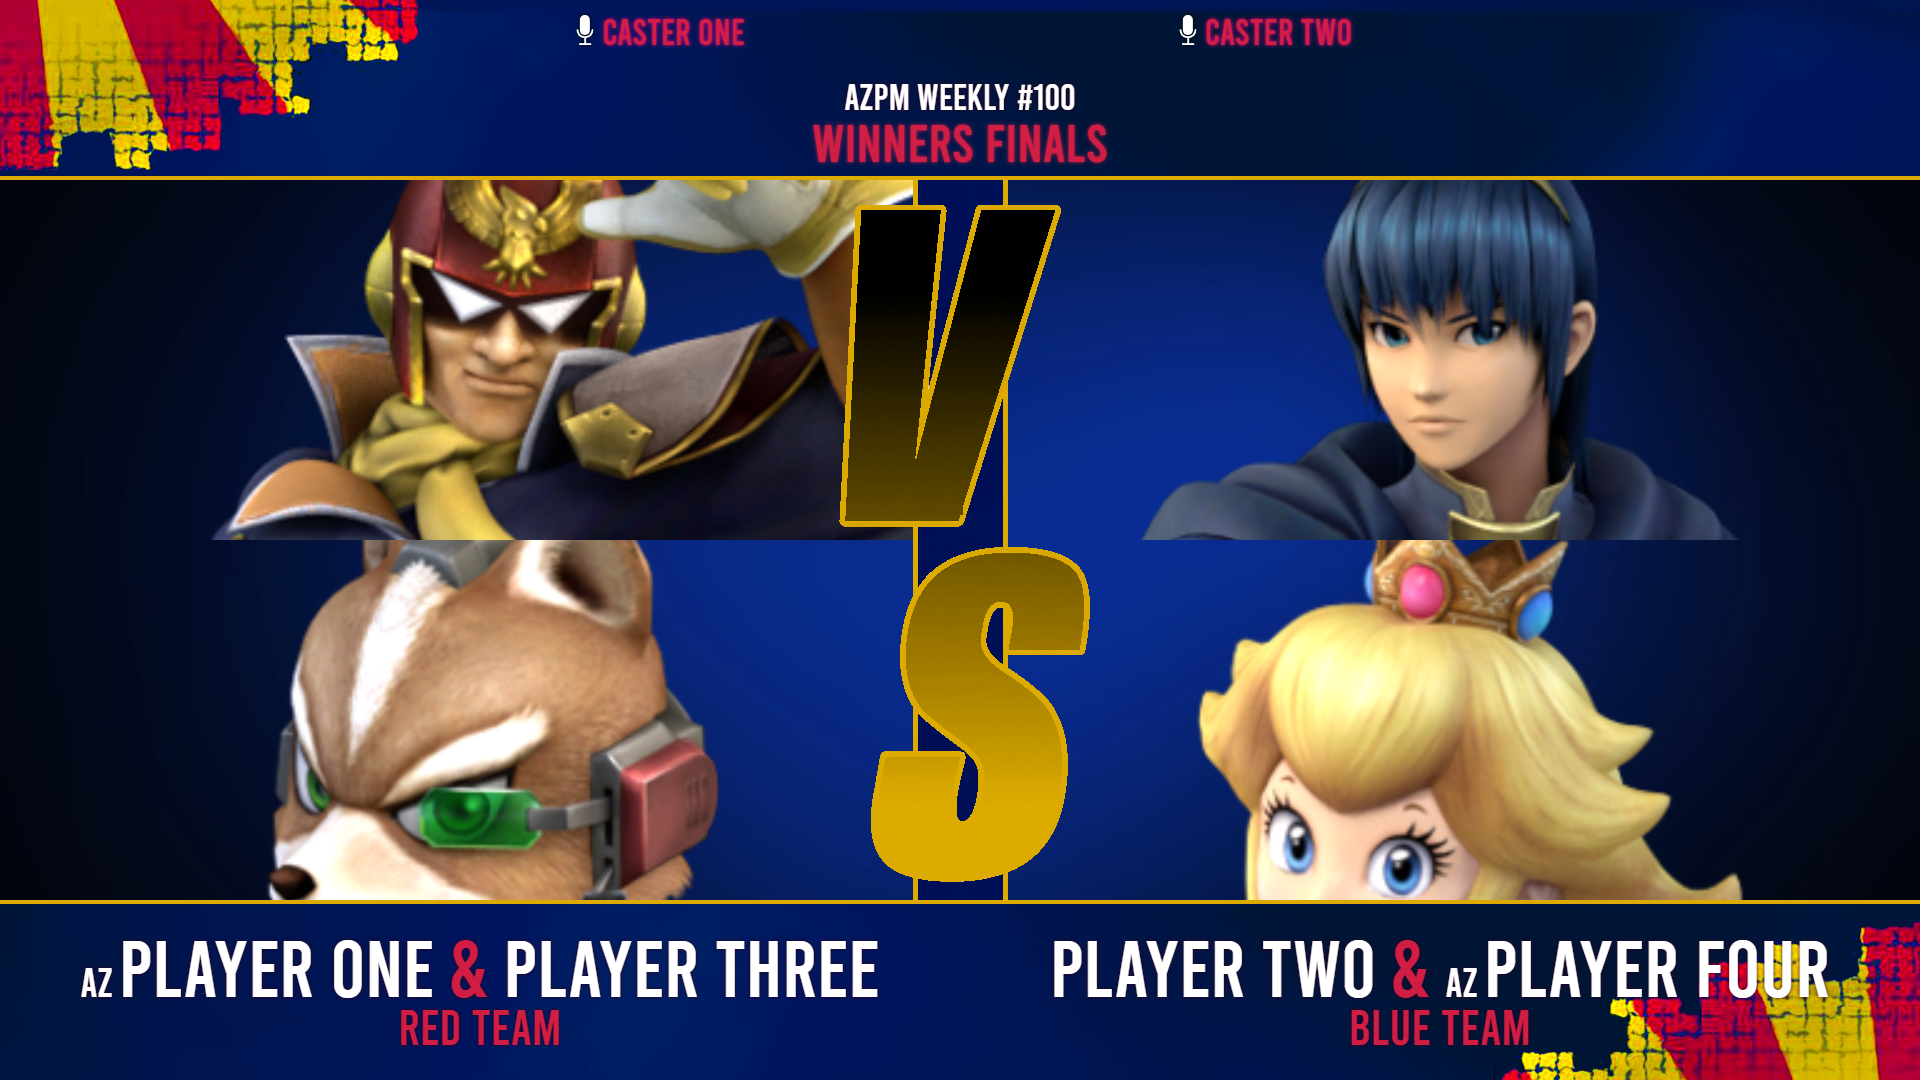 CASTER ONE
CASTER TWO
AZPM WEEKLY #100
WINNERS FINALS
VS
AZ PLAYER ONE & PLAYER THREE
RED TEAM
PLAYER TWO & AZ PLAYER FOUR
BLUE TEAM